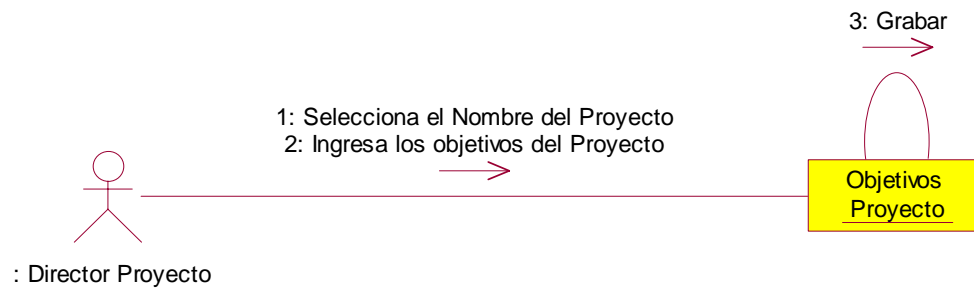 3: Grabar
1: Selecciona el Nombre del Proyecto
2: Ingresa los objetivos del Proyecto
Objetivos
Proyecto
: Director Proyecto